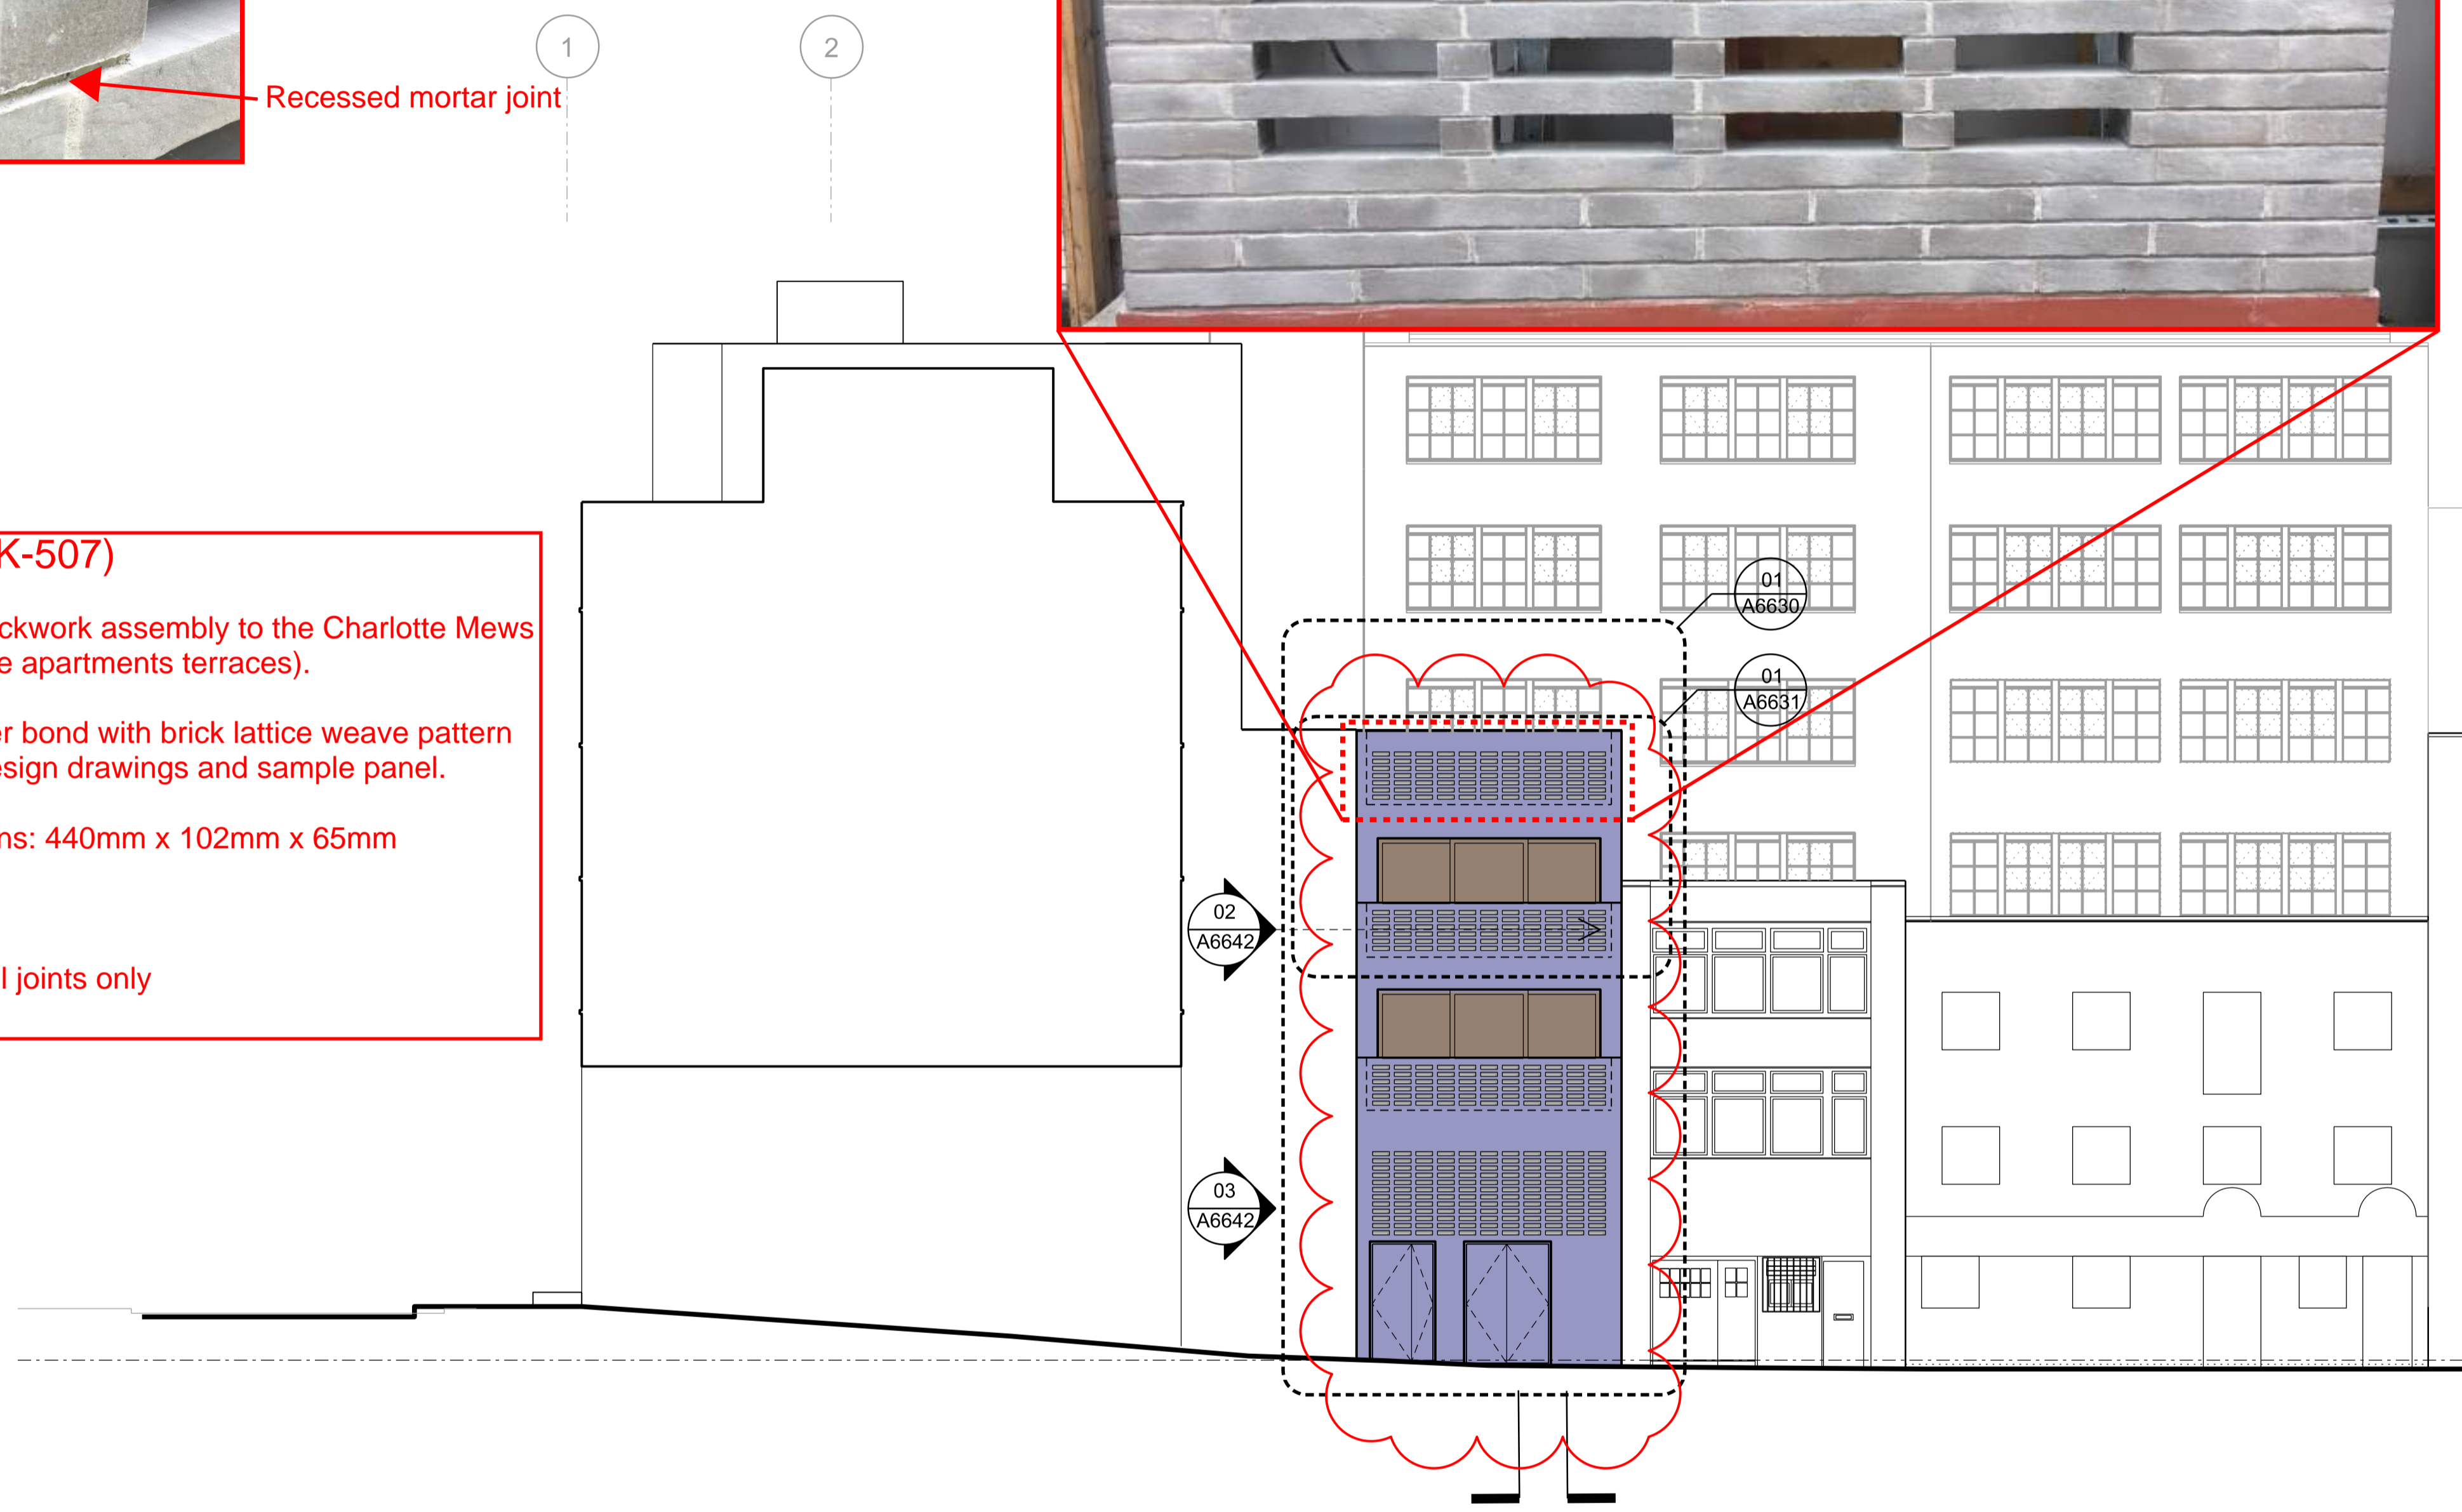 1
2
Recessed mortar joint
K-507)
ckwork assembly to the Charlotte Mews
e apartments terraces).
er bond with brick lattice weave pattern
esign drawings and sample panel.
ns: 440mm x 102mm x 65mm
l joints only
01
A6630
01
A6631
02
A6642
03
A6642